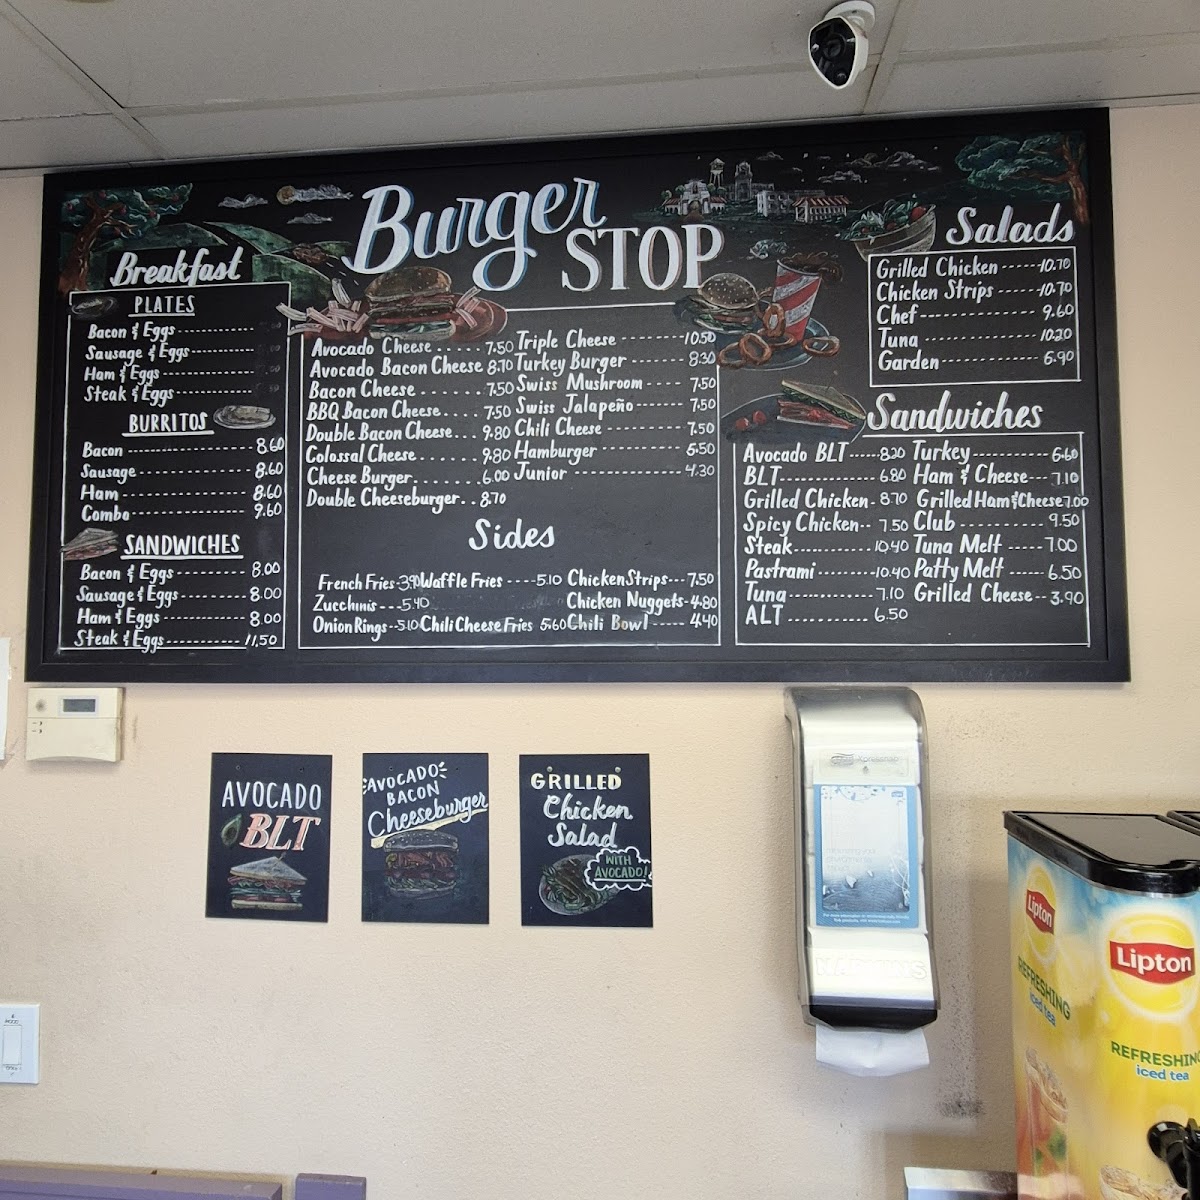 Burger
STOP
Breakfast
PLATES
Bacon & Eggs
Sausage & Eggs
Ham & Eggs
Steak & Eggs
BURRITOS
Bacon 8.60
Sausage 8.60
Ham 8.60
Combo 9.60
SANDWICHES
Bacon & Eggs 8.00
Sausage & Eggs 8.00
Ham & Eggs 8.00
Steak & Eggs 11.50
Avocado Cheese 7.50
Avocado Bacon Cheese 8.70
Bacon Cheese 7.50
BBQ Bacon Cheese 7.50
Double Bacon Cheese 9.80
Colossal Cheese 9.80
Cheese Burger 6.00
Double Cheeseburger 8.70
Triple Cheese 10.50
Turkey Burger 8.30
Swiss Mushroom 7.50
Swiss Jalapeño 7.50
Chili Cheese 7.50
Hamburger 5.50
Junior 4.30
Sides
French Fries 3.90
Zucchinis 5.40
Onion Rings 5.10
Waffle Fries 5.10
Chili Cheese Fries 5.60
Chicken Strips 7.50
Chicken Nuggets 4.80
Chili Bowl 4.40
Salads
Grilled Chicken 10.70
Chicken Strips 10.70
Chef 9.60
Tuna 10.20
Garden 6.90
Sandwiches
Avocado BLT 8.20
BLT 6.80
Grilled Chicken 8.70
Spicy Chicken 7.50
Steak 10.40
Pastrami 10.40
Tuna 7.10
ALT 6.50
Turkey 6.60
Ham & Cheese 7.10
Grilled Ham & Cheese 7.00
Club 9.50
Tuna Melt 7.00
Patty Melt 6.50
Grilled Cheese 3.90
AVOCADO
BLT
AVOCADO
BACON
Cheeseburger
GRILLED
Chicken
Salad
WITH
AVOCADO!
NAPKINS
Lipton
REFRESHING
iced tea
Lipton
REFRESHING
iced tea